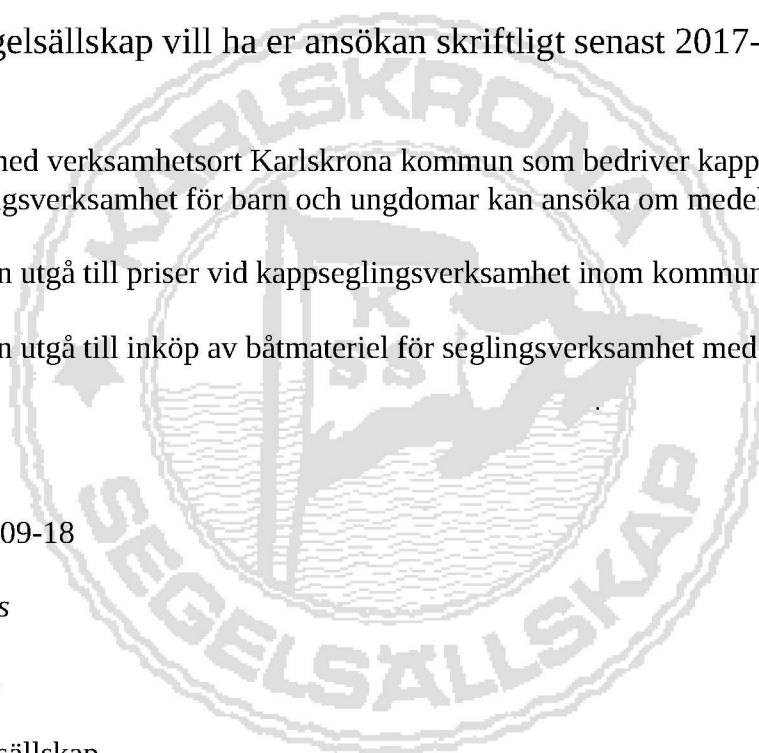 gelsällskap vill ha er ansökan skriftligt senast 2017-
ned verksamhetsort Karlskrona kommun som bedriver kapp
gsverksamhet för barn och ungdomar kan ansöka om medel
n utgå till priser vid kappseglingsverksamhet inom kommun
n utgå till inköp av båtmateriel för seglingsverksamhet med
.
09-18
s
sällskap
KARLSKRONA
K
S S
SEGELSÄLLSKAP